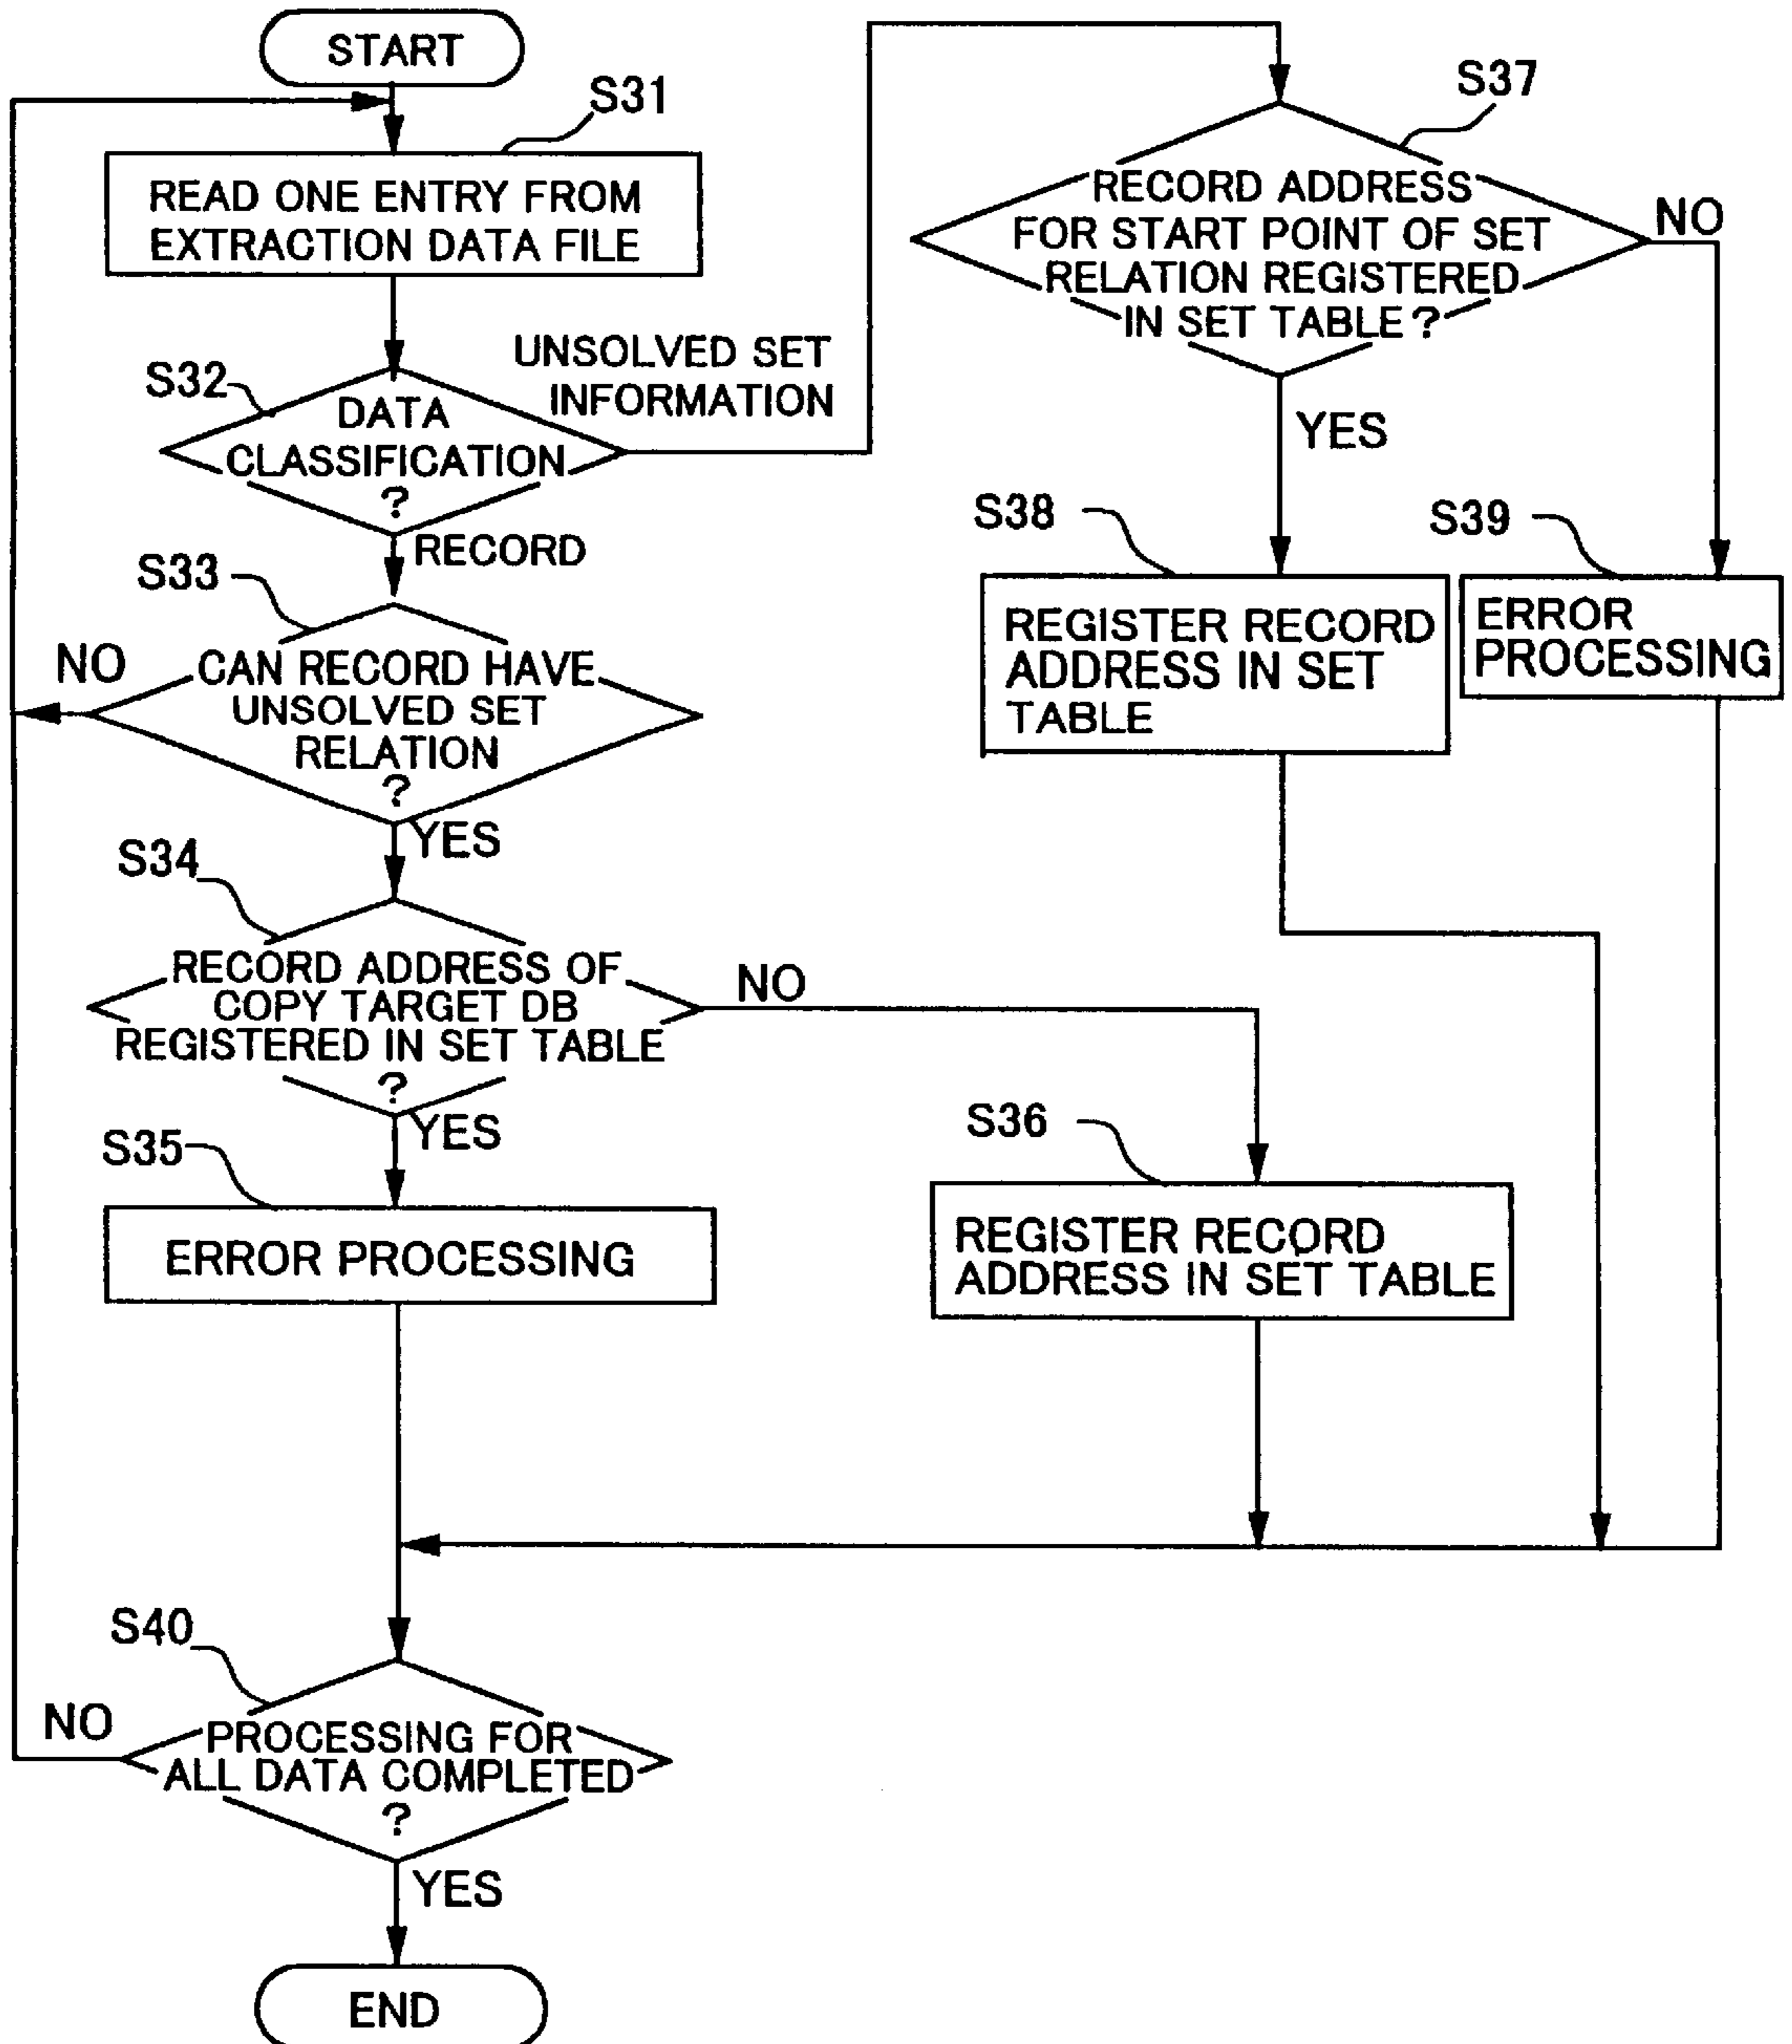 START
S31
READ ONE ENTRY FROM
EXTRACTION DATA FILE
S32
DATA
CLASSIFICATION
?
UNSOLVED SET
INFORMATION
RECORD
S33
CAN RECORD HAVE
UNSOLVED SET
RELATION
?
NO
YES
S34
RECORD ADDRESS OF
COPY TARGET DB
REGISTERED IN SET TABLE
?
NO
YES
S35
ERROR PROCESSING
S36
REGISTER RECORD
ADDRESS IN SET TABLE
S37
RECORD ADDRESS
FOR START POINT OF SET
RELATION REGISTERED
IN SET TABLE ?
NO
YES
S38
REGISTER RECORD
ADDRESS IN SET
TABLE
S39
ERROR
PROCESSING
S40
PROCESSING FOR
ALL DATA COMPLETED
?
NO
YES
END